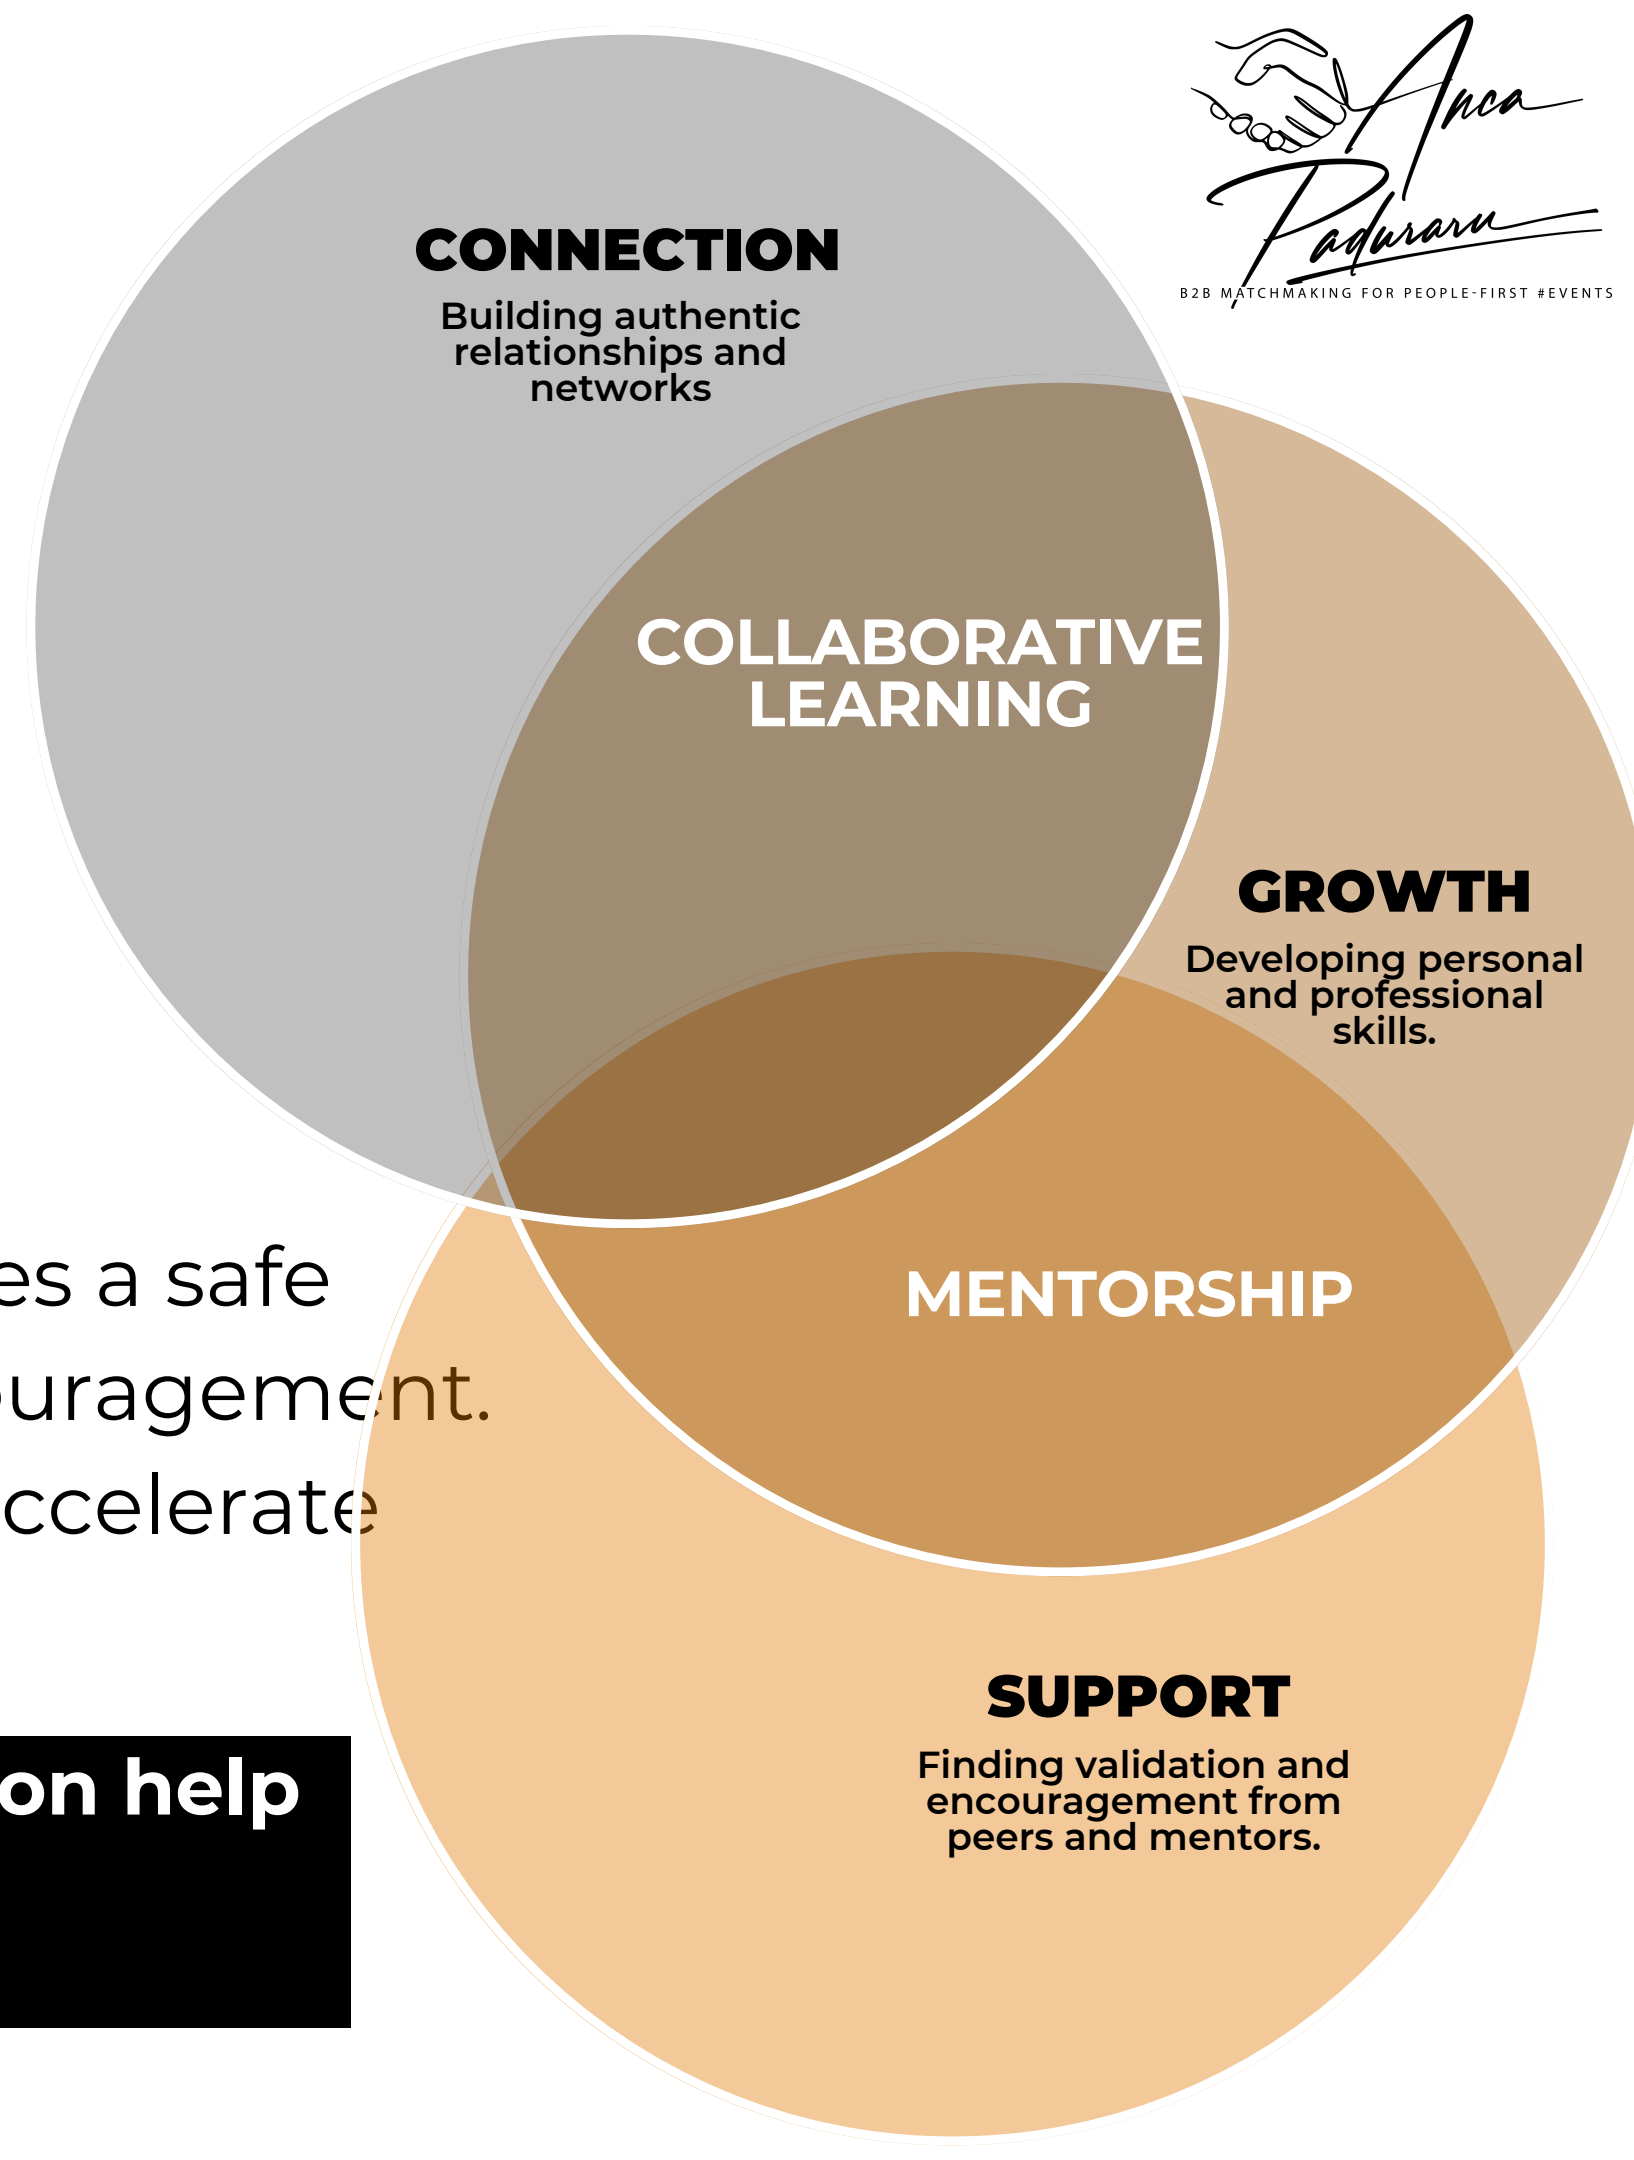 Anca
Paduraru
B2B MATCHMAKING FOR PEOPLE-FIRST #EVENTS
CONNECTION
Building authentic
relationships and
networks
COLLABORATIVE
LEARNING
GROWTH
Developing personal
and professional
skills.
MENTORSHIP
es a safe
ouragement.
ccelerate
SUPPORT
Finding validation and
encouragement from
peers and mentors.
on help